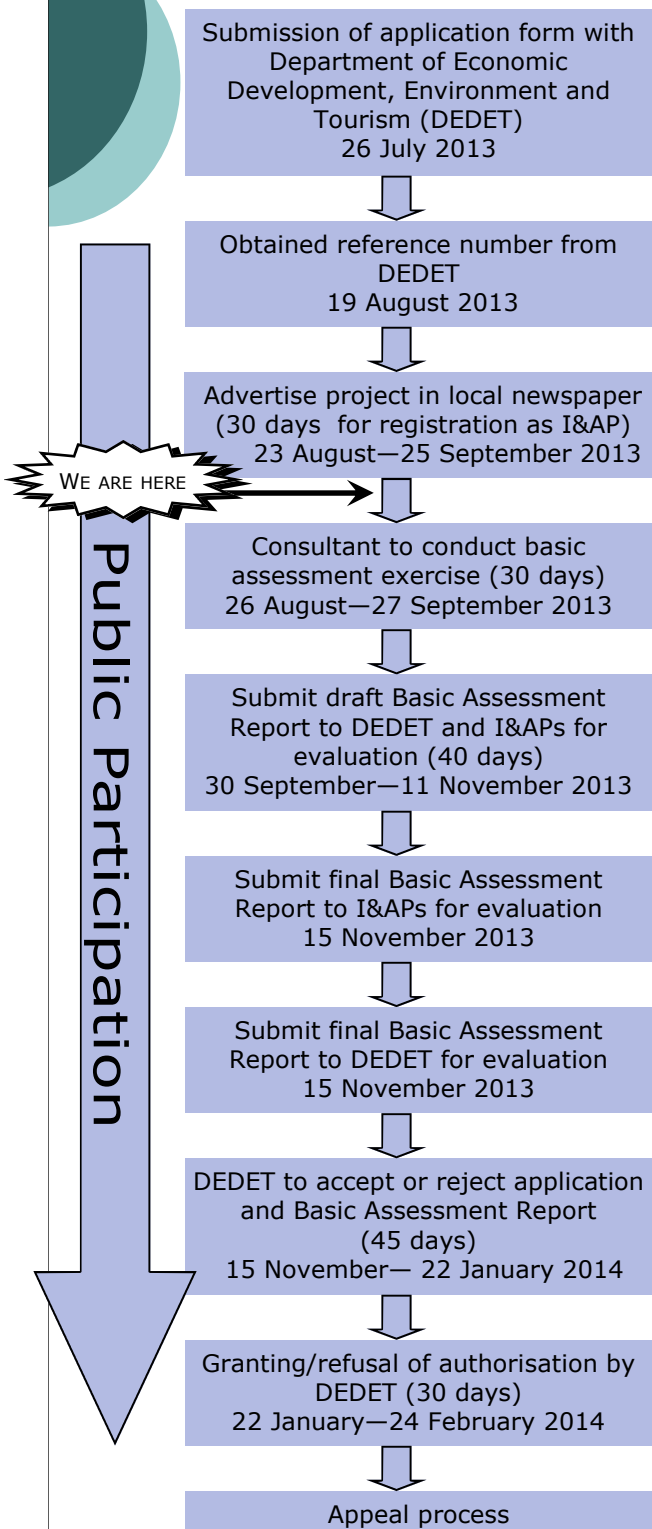 Submission of application form with
Department of Economic
Development, Environment and
Tourism (DEDET)
26 July 2013
Obtained reference number from
DEDET
19 August 2013
Advertise project in local newspaper
(30 days for registration as I&AP)
23 August—25 September 2013
WE ARE HERE
Consultant to conduct basic
assessment exercise (30 days)
26 August—27 September 2013
Submit draft Basic Assessment
Report to DEDET and I&APs for
evaluation (40 days)
30 September—11 November 2013
Submit final Basic Assessment
Report to I&APs for evaluation
15 November 2013
Submit final Basic Assessment
Report to DEDET for evaluation
15 November 2013
DEDET to accept or reject application
and Basic Assessment Report
(45 days)
15 November— 22 January 2014
Granting/refusal of authorisation by
DEDET (30 days)
22 January—24 February 2014
Appeal process
Public Participation